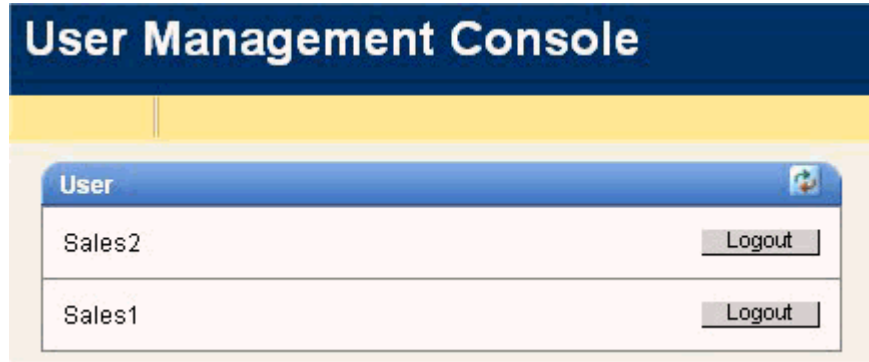 User Management Console
User
Sales2 Logout
Sales1 Logout